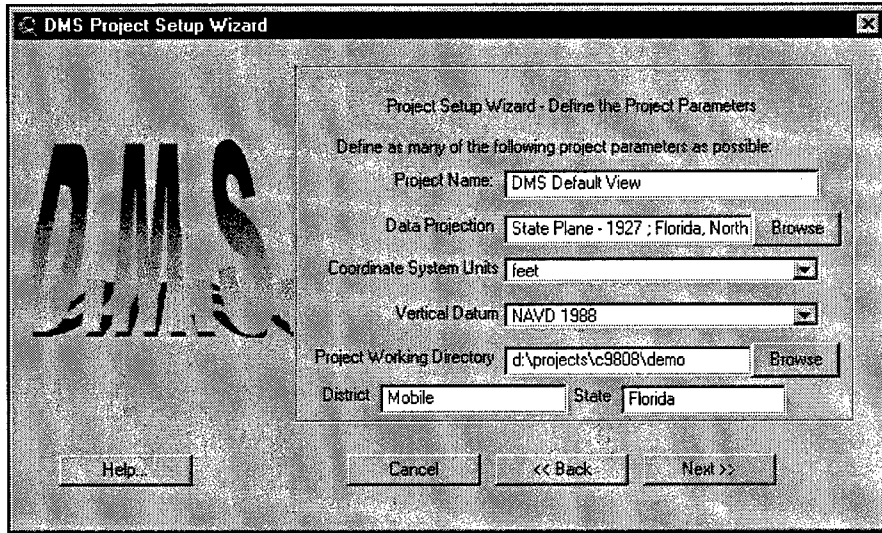 DMS Project Setup Wizard
DMS
Project Setup Wizard - Define the Project Parameters
Define as many of the following project parameters as possible:
Project Name: DMS Default View
Data Projection State Plane - 1927 ; Florida, North Browse
Coordinate System Units feet
Vertical Datum NAVD 1988
Project Working Directory d:\projects\c9808\demo Browse
District Mobile State Florida
Help... Cancel << Back Next >>